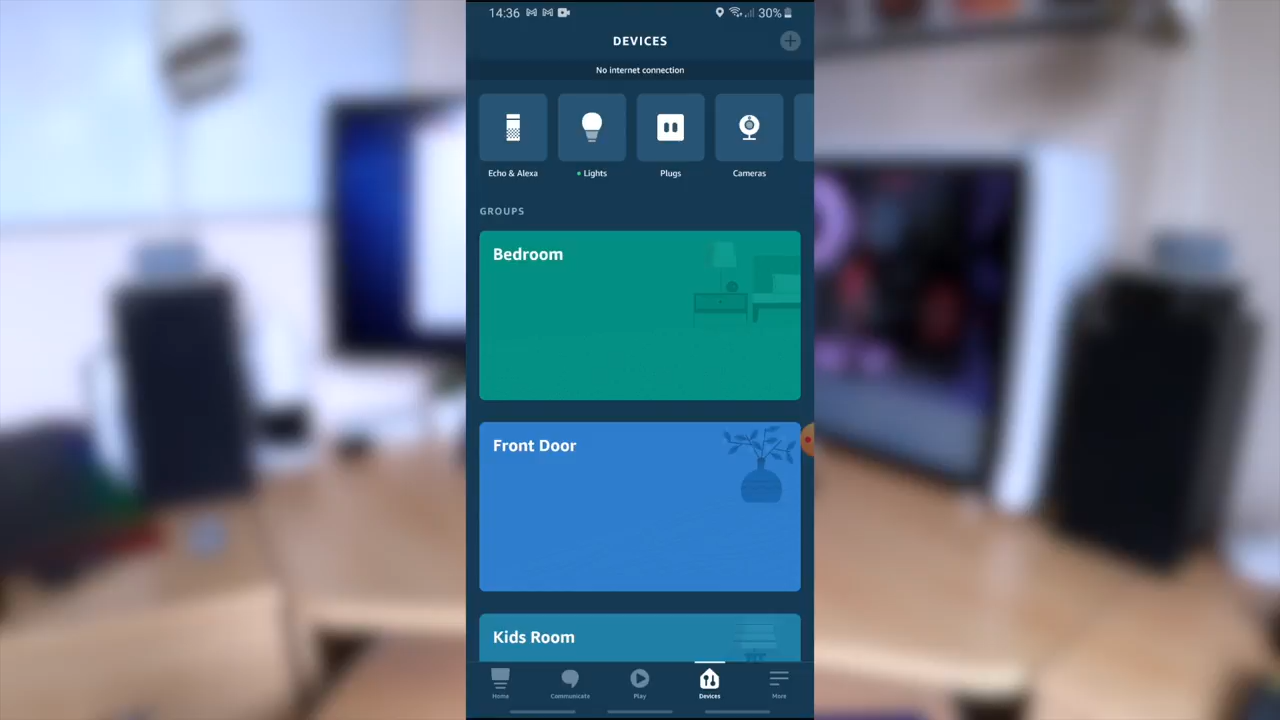 14:36 30%
DEVICES
No internet connection
Echo & Alexa Lights Plugs Cameras
GROUPS
Bedroom
Front Door
Kids Room
Home Communicate Play Devices More